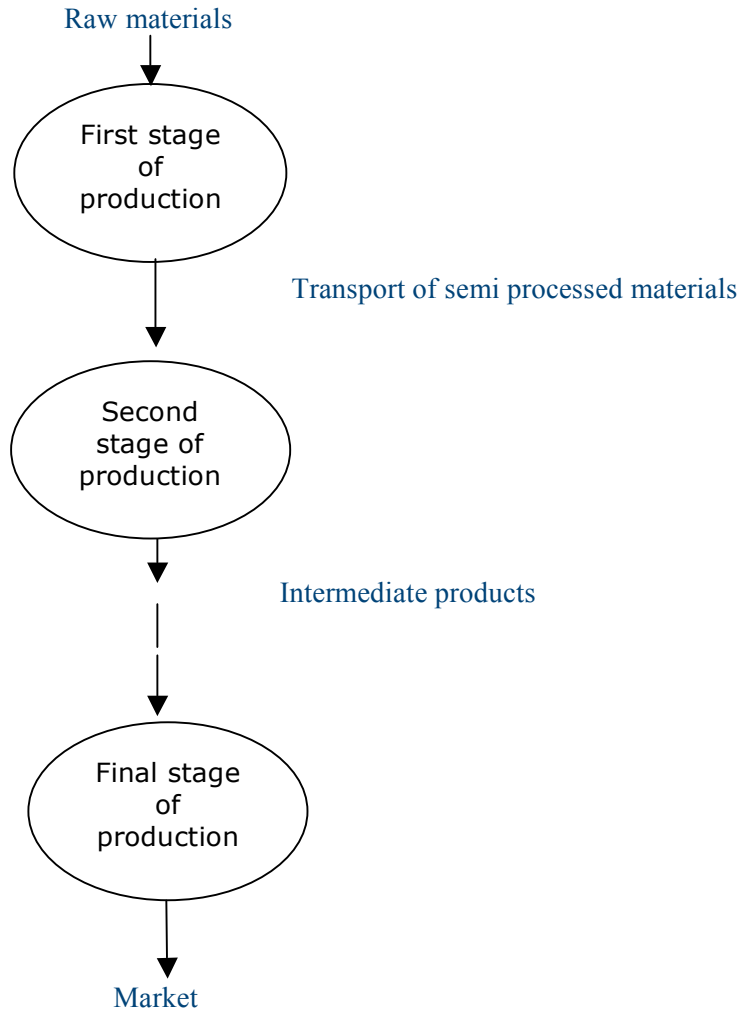 Raw materials
First stage
of
production
Transport of semi processed materials
Second
stage of
production
Intermediate products
Final stage
of
production
Market